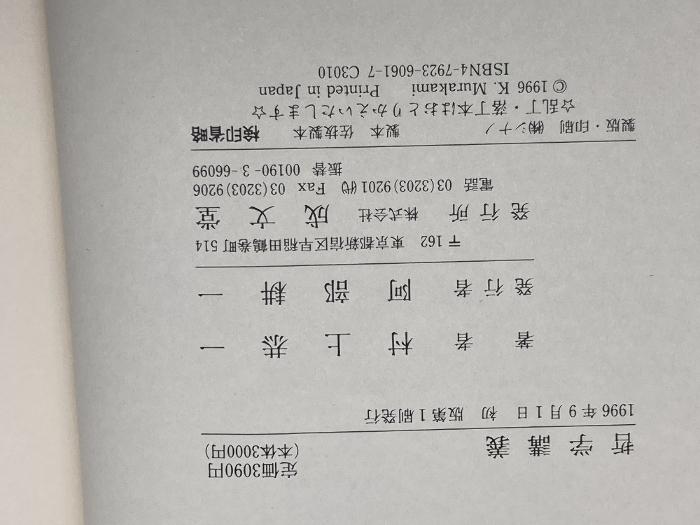 定価3090円
(本体3000円)
哲学講義
1996年9月1日 初 版第1刷発行
著 者 村 上 恭 一
発行者 阿 部 耕 一
〒162 東京都新宿区早稲田鶴巻町514
発行所 株式会社 成 文 堂
電話 03(3203)9201㈹ Fax 03(3203)9206
振替 00190-3-66099
製版・印刷 ㈱シナノ 製本 佐抜製本 検印省略
☆乱丁・落丁本はおとりかえいたします☆
© 1996 K. Murakami Printed in Japan
ISBN4-7923-6061-7 C3010